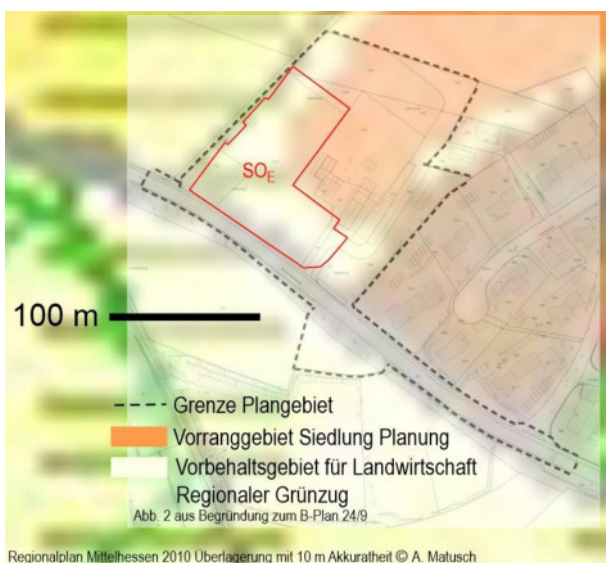 SOE
100 m
Grenze Plangebiet
Vorranggebiet Siedlung Planung
Vorbehaltsgebiet für Landwirtschaft
Regionaler Grünzug
Abb. 2 aus Begründung zum B-Plan 24/9
Regionalplan Mittelhessen 2010 Überlagerung mit 10 m Akkuratheit © A. Matusch